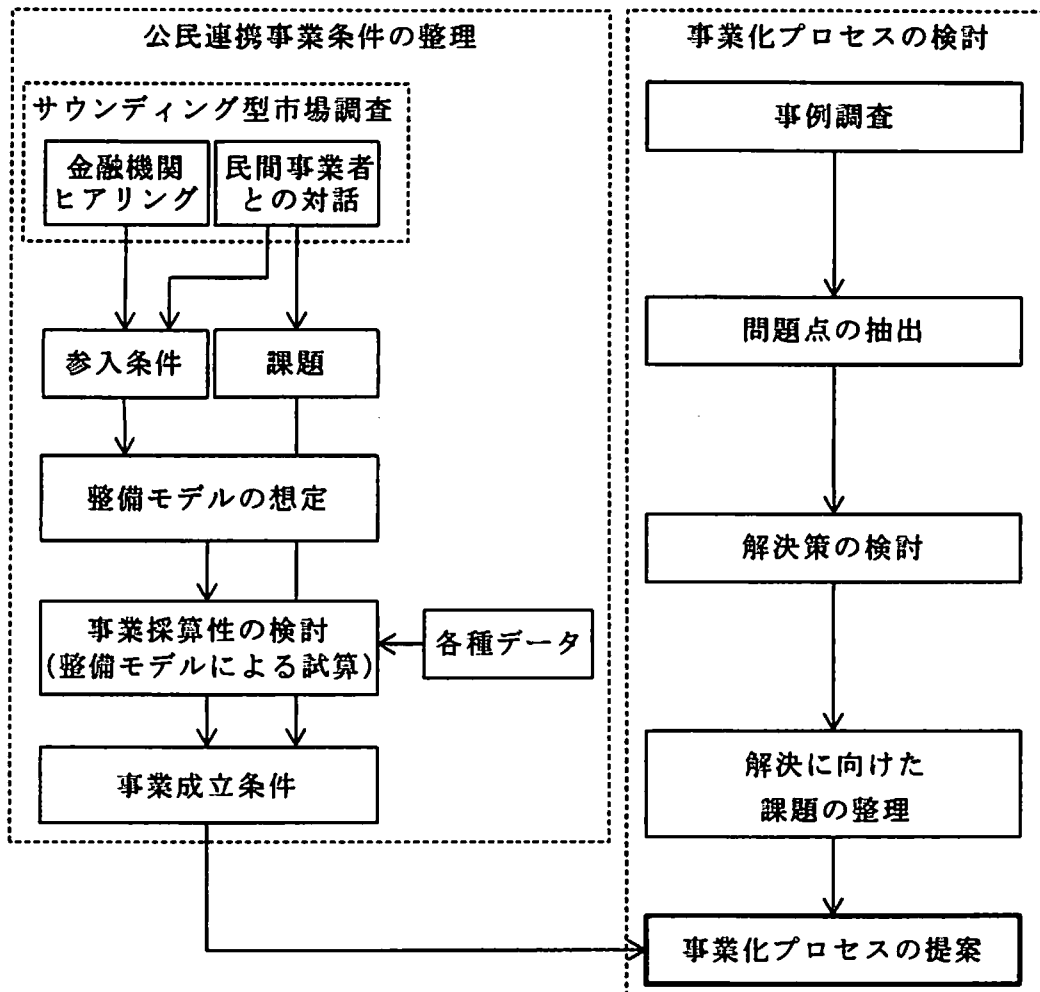 公民連携事業条件の整理
サウンディング型市場調査
金融機関
ヒアリング
民間事業者
との対話
参入条件
課題
整備モデルの想定
事業採算性の検討
(整備モデルによる試算)
各種データ
事業成立条件
事業化プロセスの検討
事例調査
問題点の抽出
解決策の検討
解決に向けた
課題の整理
事業化プロセスの提案